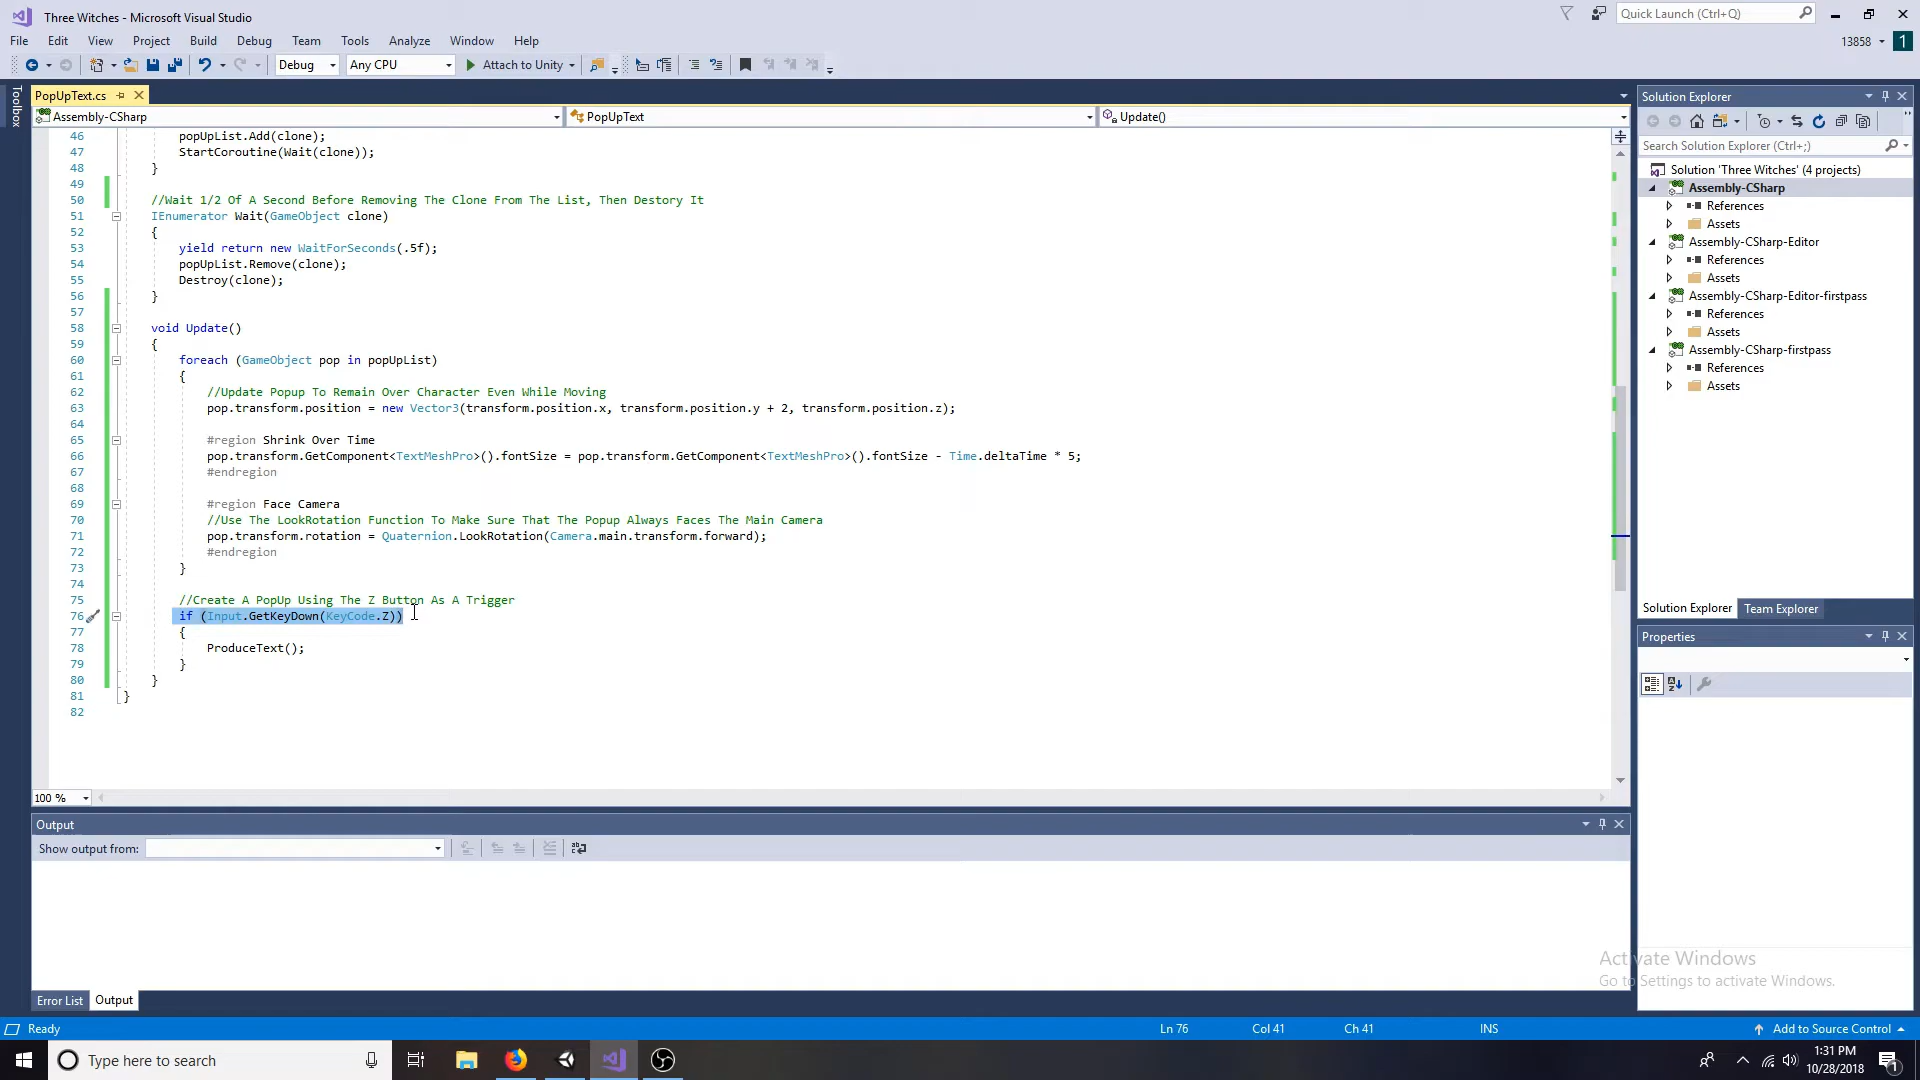 Three Witches - Microsoft Visual Studio
Quick Launch (Ctrl+Q)
File Edit View Project Build Debug Team Tools Analyze Window Help
13858
1
Debug Any CPU Attach to Unity
Toolbox
PopUpText.cs
Assembly-CSharp PopUpText Update()
46 popUpList.Add(clone);
47 StartCoroutine(Wait(clone));
48 }
49
50 //Wait 1/2 Of A Second Before Removing The Clone From The List, Then Destory It
51 IEnumerator Wait(GameObject clone)
52 {
53 yield return new WaitForSeconds(.5f);
54 popUpList.Remove(clone);
55 Destroy(clone);
56 }
57
58 void Update()
59 {
60 foreach (GameObject pop in popUpList)
61 {
62 //Update Popup To Remain Over Character Even While Moving
63 pop.transform.position = new Vector3(transform.position.x, transform.position.y + 2, transform.position.z);
64
65 #region Shrink Over Time
66 pop.transform.GetComponent<TextMeshPro>().fontSize = pop.transform.GetComponent<TextMeshPro>().fontSize - Time.deltaTime * 5;
67 #endregion
68
69 #region Face Camera
70 //Use The LookRotation Function To Make Sure That The Popup Always Faces The Main Camera
71 pop.transform.rotation = Quaternion.LookRotation(Camera.main.transform.forward);
72 #endregion
73 }
74
75 //Create A PopUp Using The Z Button As A Trigger
76 if (Input.GetKeyDown(KeyCode.Z))
77 {
78 ProduceText();
79 }
80 }
81 }
82
100 %
Solution Explorer
Search Solution Explorer (Ctrl+;)
Solution 'Three Witches' (4 projects)
Assembly-CSharp
References
Assets
Assembly-CSharp-Editor
References
Assets
Assembly-CSharp-Editor-firstpass
References
Assets
Assembly-CSharp-firstpass
References
Assets
Solution Explorer Team Explorer
Properties
Output
Show output from:
Activate Windows
Go to Settings to activate Windows.
Error List Output
Ready Ln 76 Col 41 Ch 41 INS Add to Source Control
Type here to search
1:31 PM
10/28/2018
1